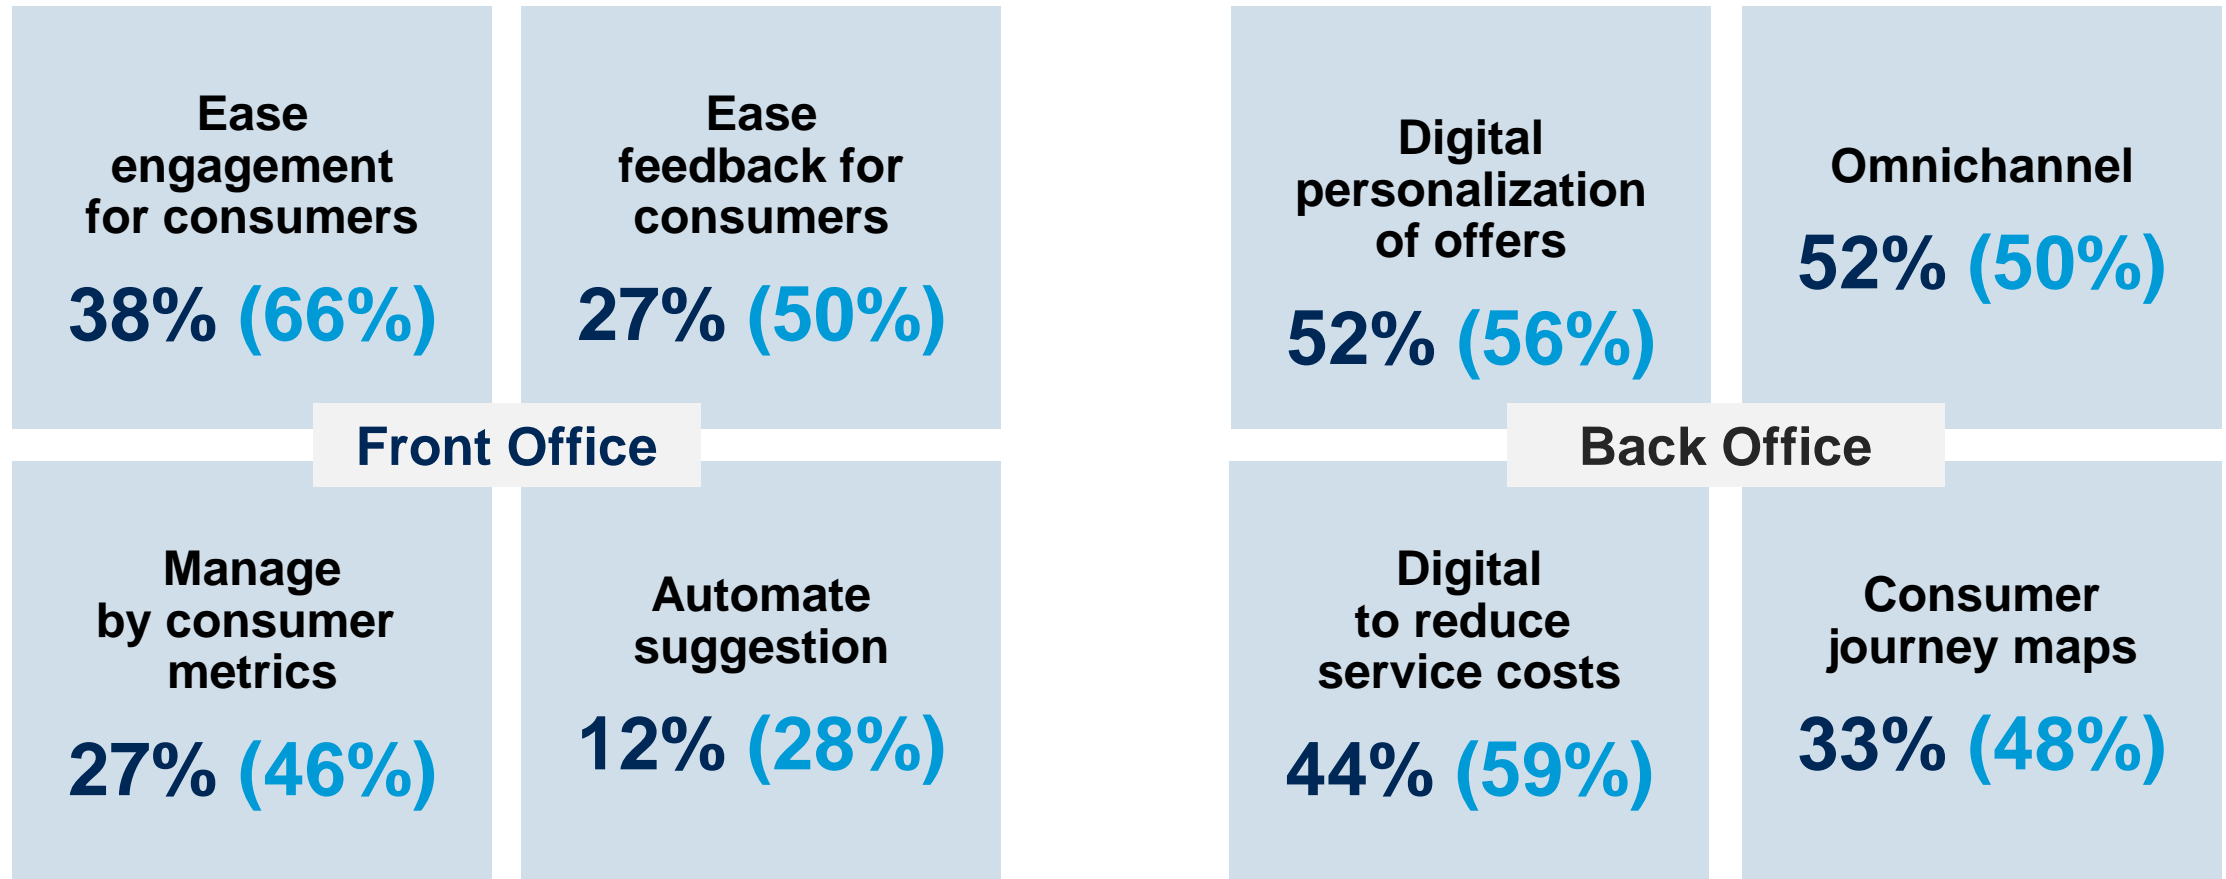 Ease
engagement
for consumers
38% (66%)
Ease
feedback for
consumers
27% (50%)
Front Office
Manage
by consumer
metrics
27% (46%)
Automate
suggestion
12% (28%)
Digital
personalization
of offers
52% (56%)
Omnichannel
52% (50%)
Back Office
Digital
to reduce
service costs
44% (59%)
Consumer
journey maps
33% (48%)